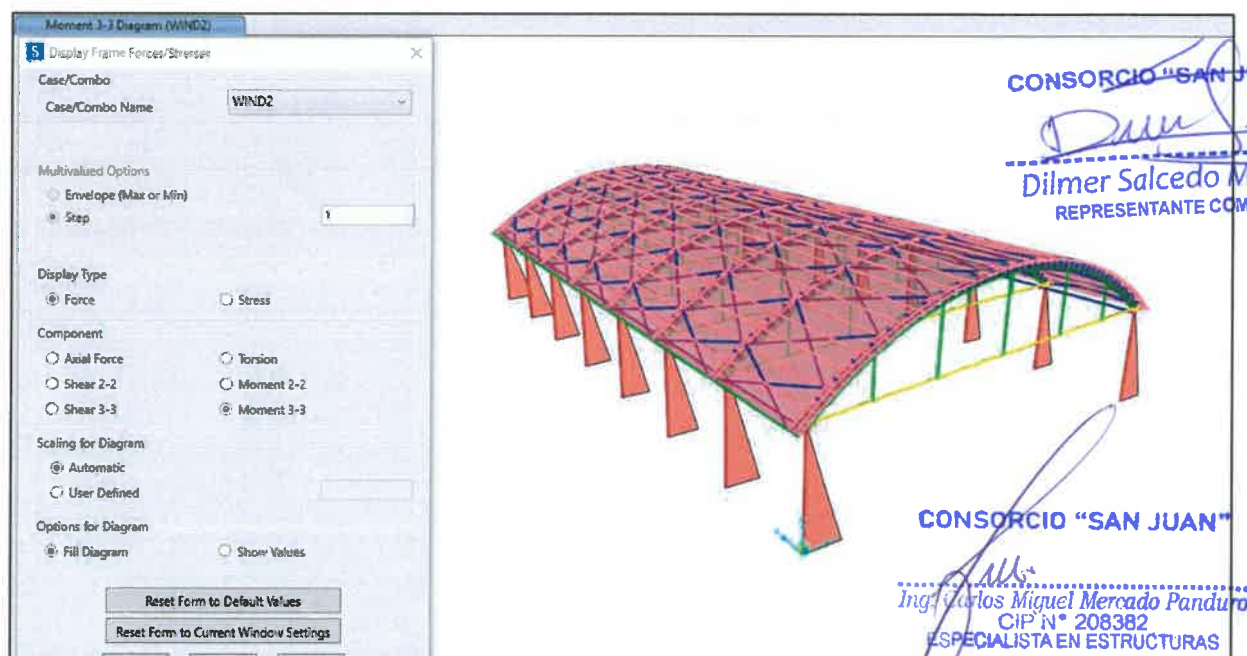 Moment 3-3 Diagram (WIND2)
S Display Frame Forces/Stresses
Case/Combo
Case/Combo Name
WIND2
Multivalued Options
Envelope (Max or Min)
Step
1
Display Type
Force
Stress
Component
Axial Force
Torsion
Shear 2-2
Moment 2-2
Shear 3-3
Moment 3-3
Scaling for Diagram
Automatic
User Defined
Options for Diagram
Fill Diagram
Show Values
Reset Form to Default Values
Reset Form to Current Window Settings
CONSORCIO "SAN J
Dilmer Salcedo M
REPRESENTANTE COM
CONSORCIO "SAN JUAN"
Ing. Carlos Miguel Mercado Panduro
CIP N° 208382
ESPECIALISTA EN ESTRUCTURAS